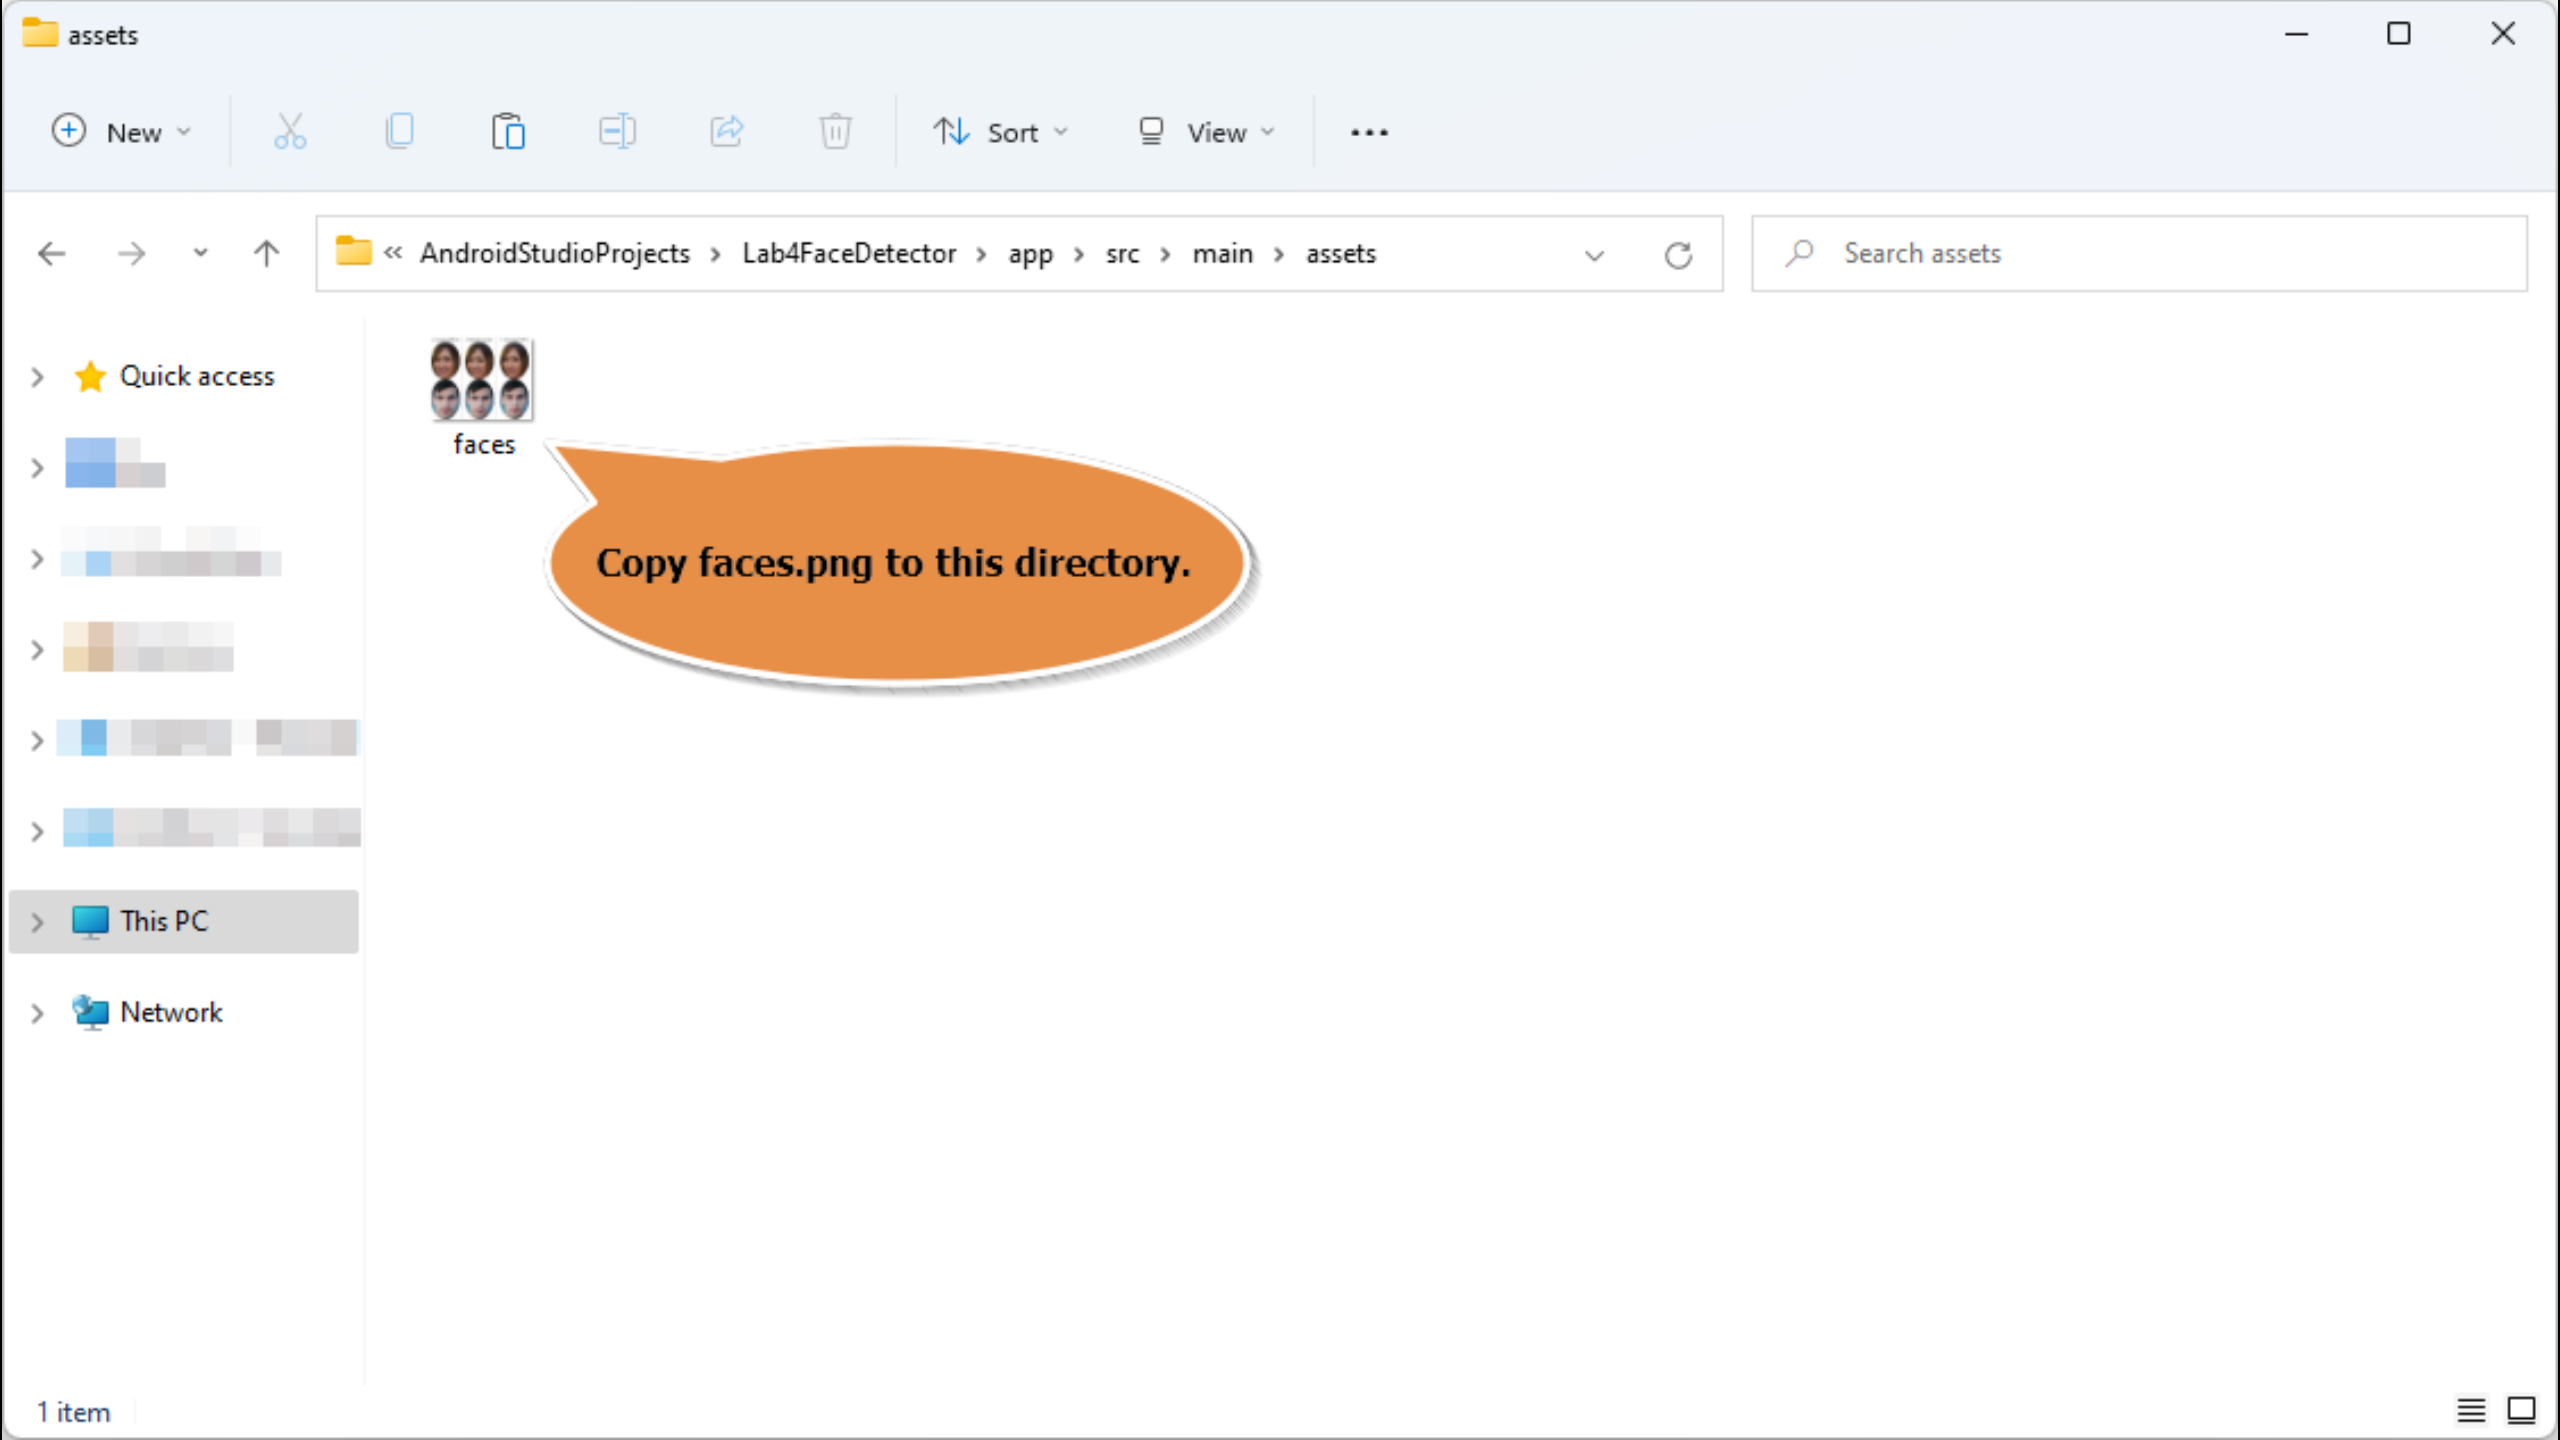 assets
New
Sort
View
« AndroidStudioProjects > Lab4FaceDetector > app > src > main > assets
Search assets
Quick access
faces
Copy faces.png to this directory.
This PC
Network
1 item